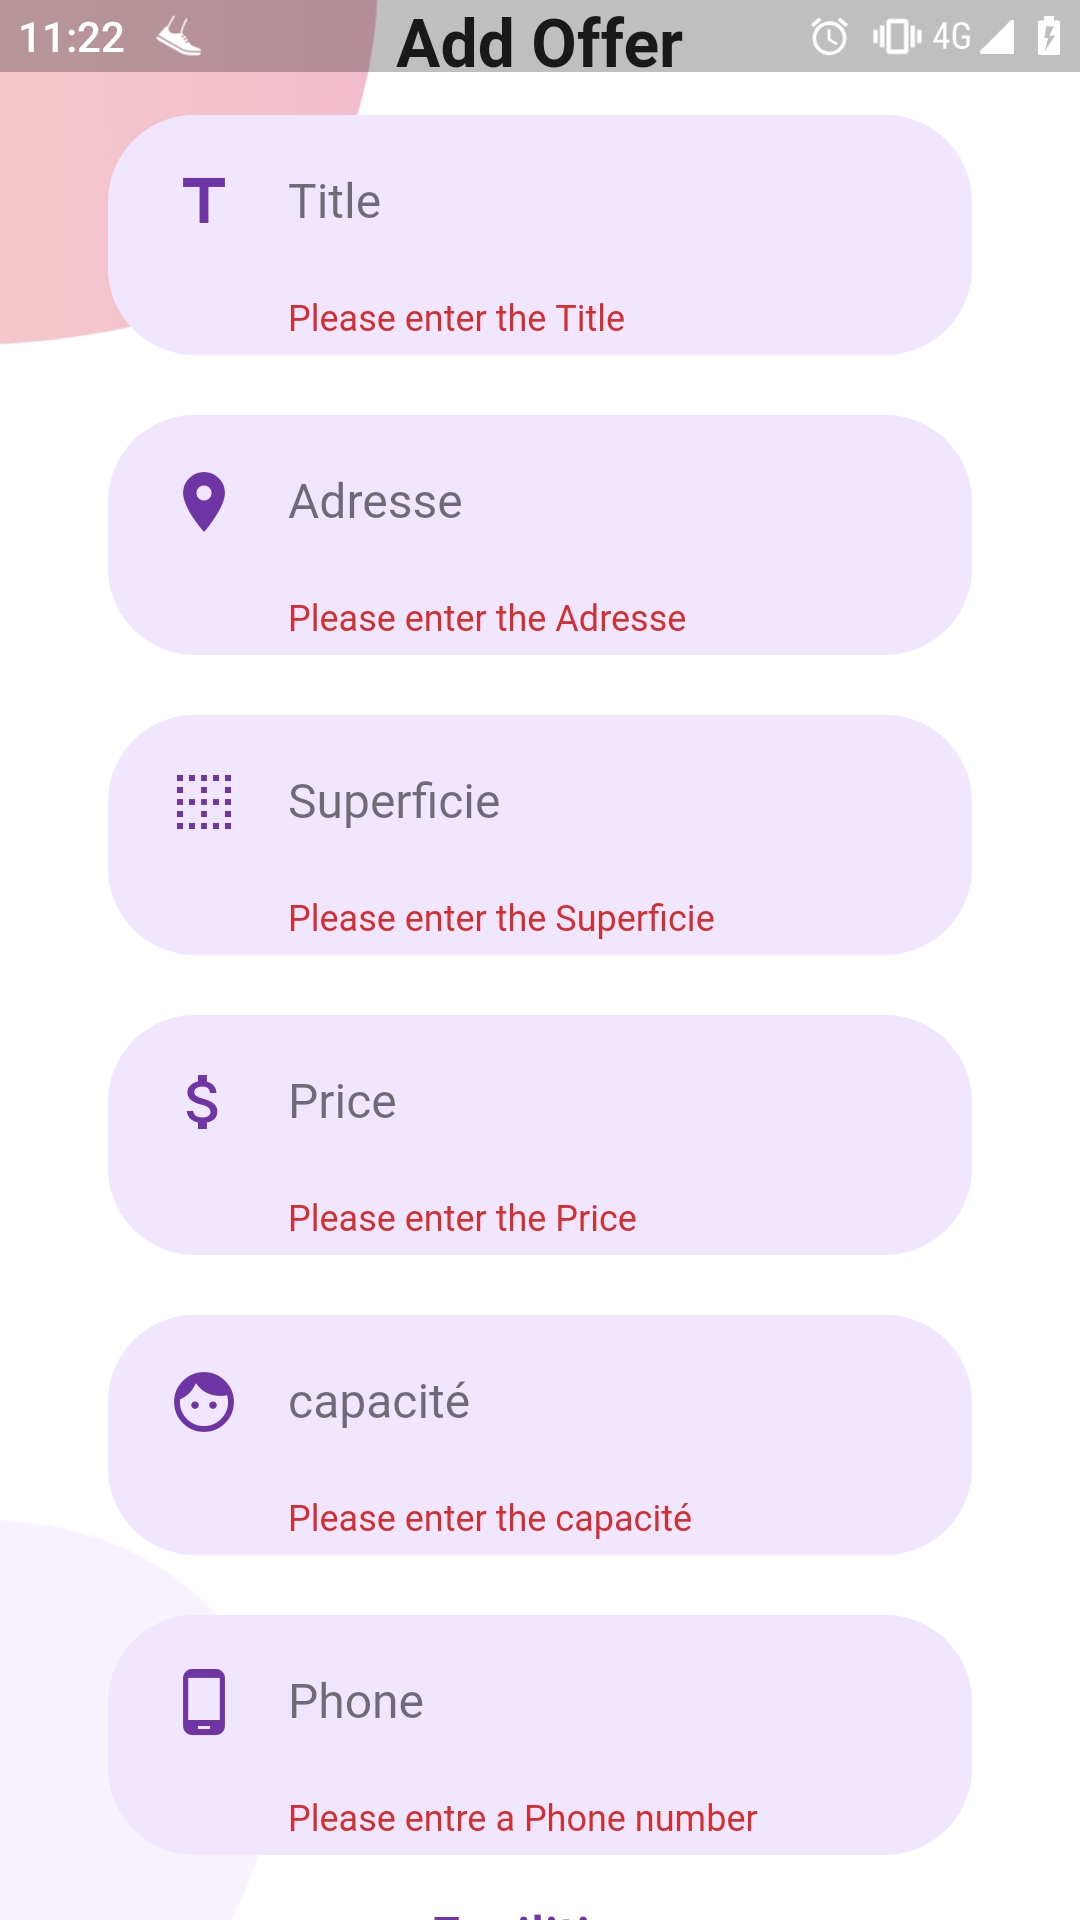 11:22
4G
Add Offer
Title
Please enter the Title
Adresse
Please enter the Adresse
Superficie
Please enter the Superficie
Price
Please enter the Price
capacité
Please enter the capacité
Phone
Please entre a Phone number